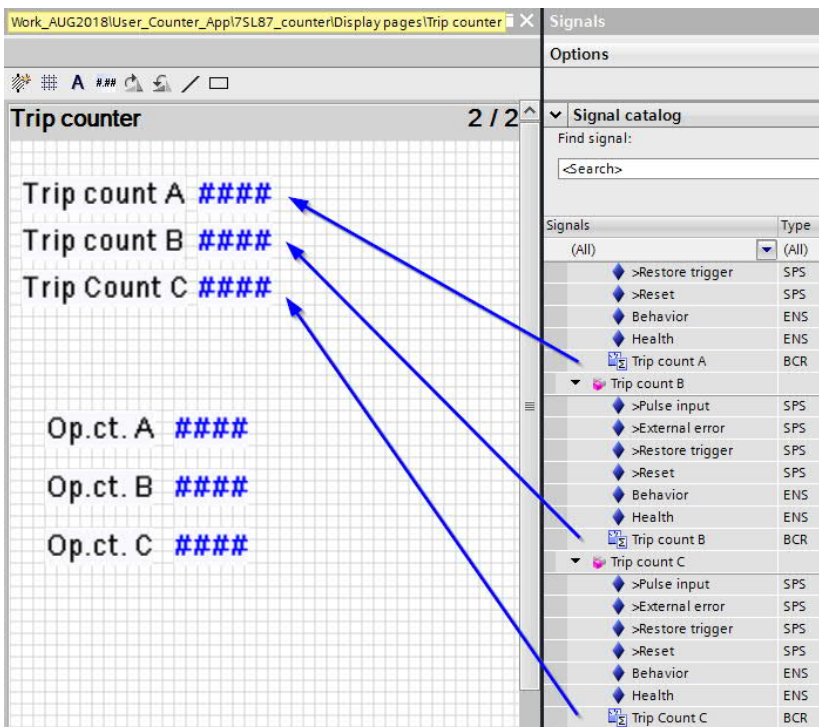 Work_AUG2018\User_Counter_App\7SL87_counter\Display pages\Trip counter
A #.##
Trip counter 2 / 2
Trip count A ####
Trip count B ####
Trip Count C ####
Op.ct. A ####
Op.ct. B ####
Op.ct. C ####
Signals
Options
Signal catalog
Find signal:
<Search>
Signals Type
(All) (All)
>Restore trigger SPS
>Reset SPS
Behavior ENS
Health ENS
Trip count A BCR
Trip count B
>Pulse input SPS
>External error SPS
>Restore trigger SPS
>Reset SPS
Behavior ENS
Health ENS
Trip count B BCR
Trip count C
>Pulse input SPS
>External error SPS
>Restore trigger SPS
>Reset SPS
Behavior ENS
Health ENS
Trip Count C BCR